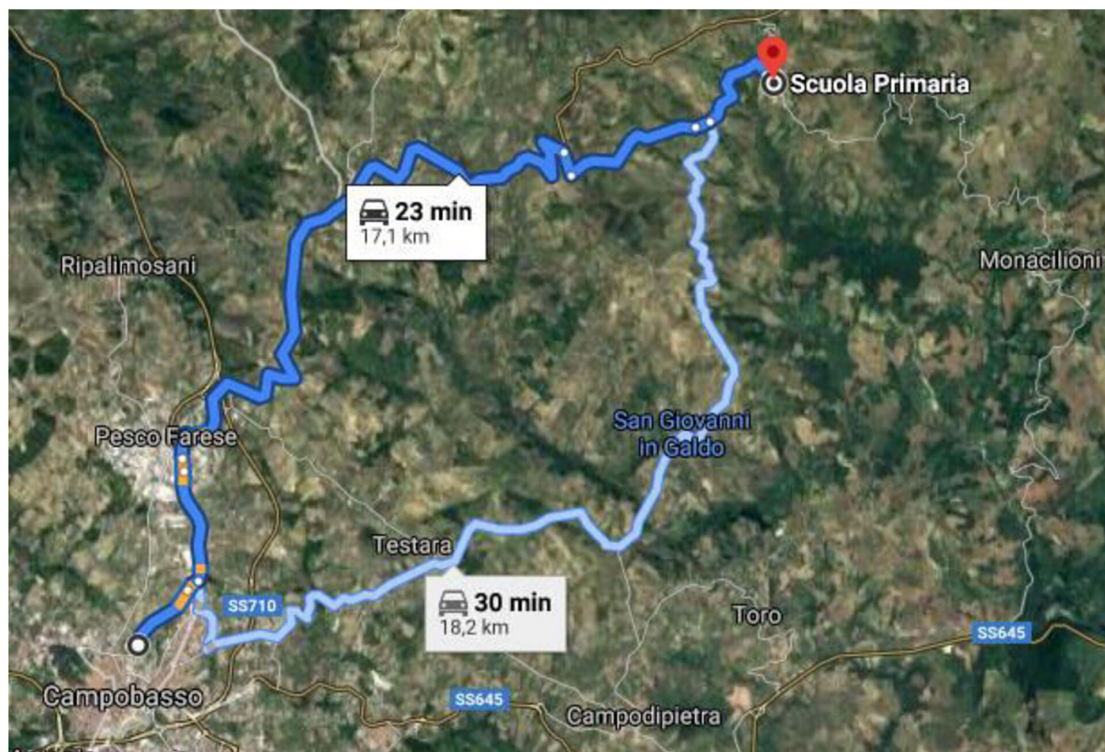 Scuola Primaria
23 min
17,1 km
Ripalimosani
Monacilioni
San Giovanni
in Galdo
Pesco Farese
Testara
30 min
18,2 km
SS710
Toro
SS645
Campobasso
SS645
Campodipietra